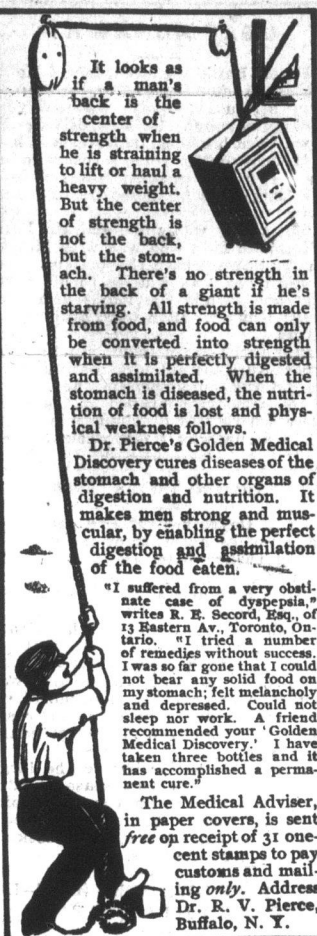 It looks as
if a man's
back is the
center of
strength when
he is straining
to lift or haul a
heavy weight.
But the center
of strength is
not the back,
but the stom-
ach. There's no strength in
the back of a giant if he's
starving. All strength is made
from food, and food can only
be converted into strength
when it is perfectly digested
and assimilated. When the
stomach is diseased, the nutri-
tion of food is lost and phys-
ical weakness follows.
Dr. Pierce's Golden Medical
Discovery cures diseases of the
stomach and other organs of
digestion and nutrition. It
makes men strong and mus-
cular, by enabling the perfect
digestion and assimilation
of the food eaten.
"I suffered from a very obsti-
nate case of dyspepsia,"
writes R. E. Secord, Esq., of
13 Eastern Av., Toronto, On-
tario. "I tried a number
of remedies without success.
I was so far gone that I could
not bear any solid food on
my stomach; felt melancholy
and depressed. Could not
sleep nor work. A friend
recommended your 'Golden
Medical Discovery.' I have
taken three bottles and it
has accomplished a perma-
nent cure."
The Medical Adviser,
in paper covers, is sent
free on receipt of 31 one-
cent stamps to pay
customs and mail-
ing only. Address
Dr. R. V. Pierce,
Buffalo, N. Y.